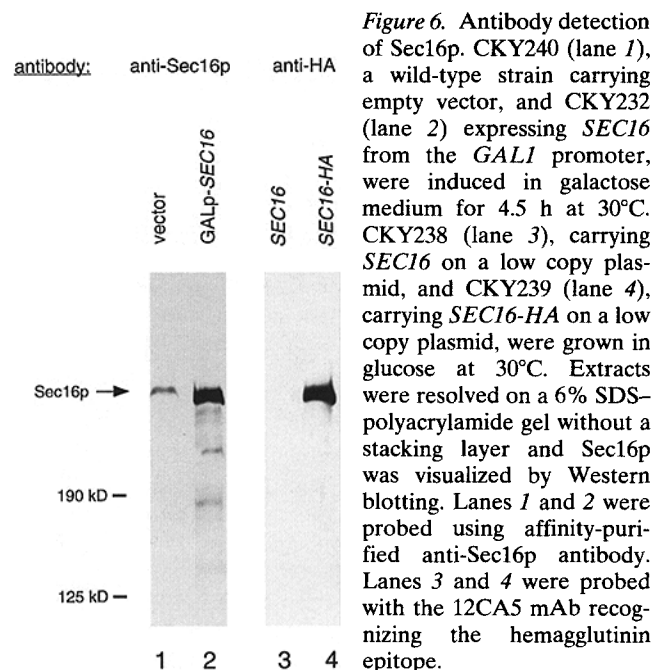 antibody: anti-Sec16p anti-HA
vector
GALp-SEC16
SEC16
SEC16-HA
Sec16p
190 kD
125 kD
1 2 3 4
Figure 6. Antibody detection
of Sec16p. CKY240 (lane 1),
a wild-type strain carrying
empty vector, and CKY232
(lane 2) expressing SEC16
from the GAL1 promoter,
were induced in galactose
medium for 4.5 h at 30°C.
CKY238 (lane 3), carrying
SEC16 on a low copy plas-
mid, and CKY239 (lane 4),
carrying SEC16-HA on a low
copy plasmid, were grown in
glucose at 30°C. Extracts
were resolved on a 6% SDS–
polyacrylamide gel without a
stacking layer and Sec16p
was visualized by Western
blotting. Lanes 1 and 2 were
probed using affinity-puri-
fied anti-Sec16p antibody.
Lanes 3 and 4 were probed
with the 12CA5 mAb recog-
nizing the hemagglutinin
epitope.